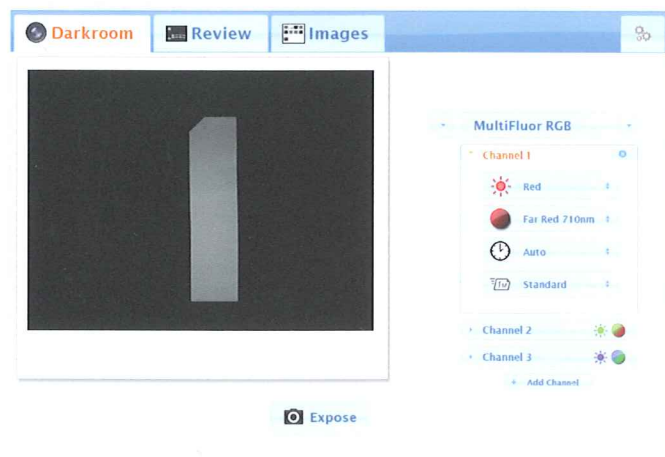 Darkroom
Review
Images
MultiFluor RGB
Channel 1
Red
Far Red 710nm
Auto
Standard
Channel 2
Channel 3
+ Add Channel
Expose